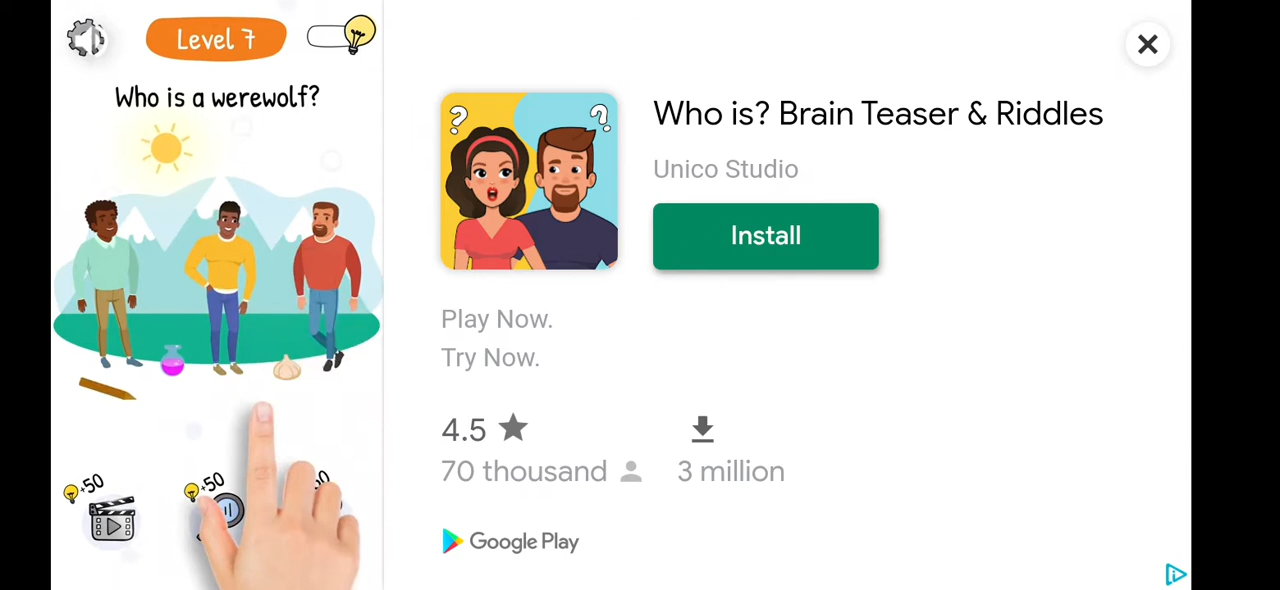 Level 7
Who is a werewolf?
+50
+50
Who is? Brain Teaser & Riddles
Unico Studio
Install
Play Now.
Try Now.
4.5
70 thousand
3 million
Google Play